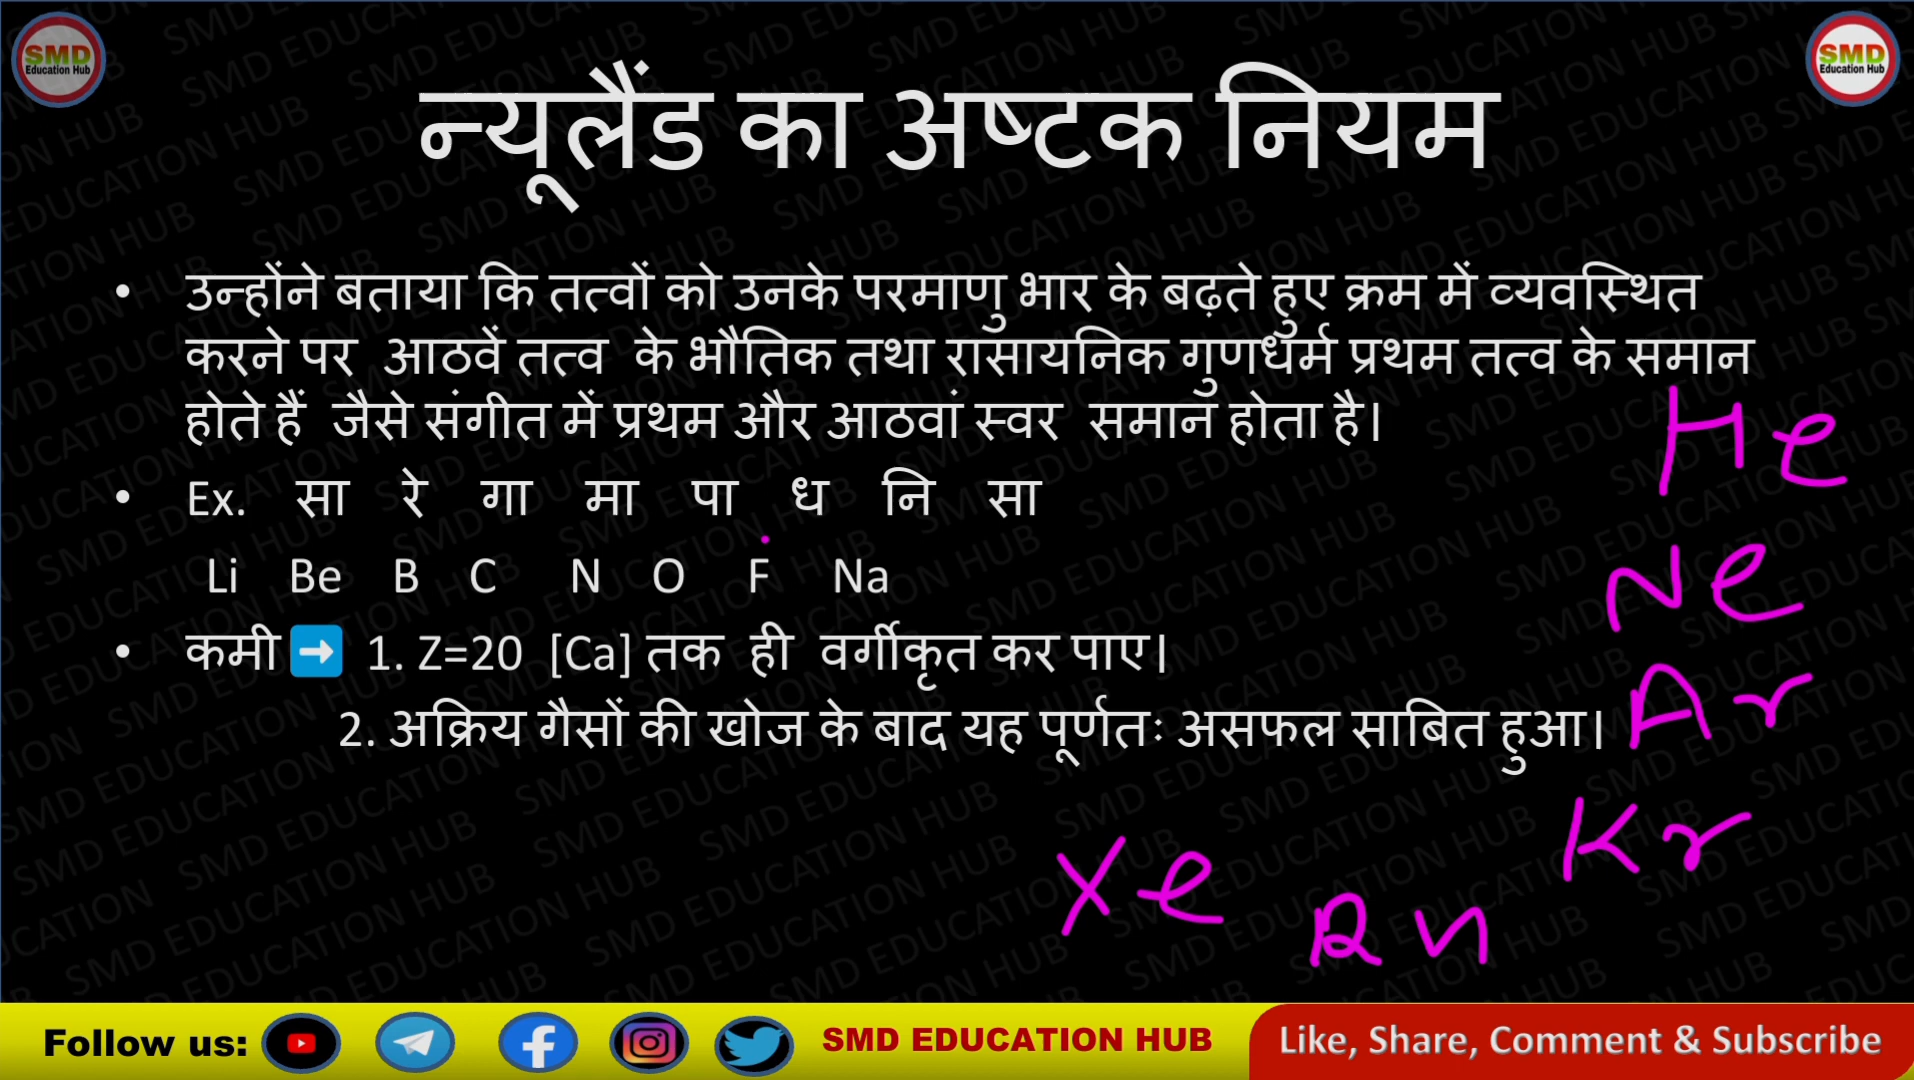 SMD
Education Hub
SMD
Education Hub
न्यूलैंड का अष्टक नियम
• उन्होंने बताया कि तत्वों को उनके परमाणु भार के बढ़ते हुए क्रम में व्यवस्थित
करने पर आठवें तत्व के भौतिक तथा रासायनिक गुणधर्म प्रथम तत्व के समान
होते हैं जैसे संगीत में प्रथम और आठवां स्वर समान होता है।
He
• Ex. सा रे गा मा पा ध नि सा
Li Be B C N O F Na
Ne
• कमी ➡ 1. Z=20 [Ca] तक ही वर्गीकृत कर पाए।
2. अक्रिय गैसों की खोज के बाद यह पूर्णतः असफल साबित हुआ।
Ar
Kr
Xe Rn
Follow us: SMD EDUCATION HUB Like, Share, Comment & Subscribe